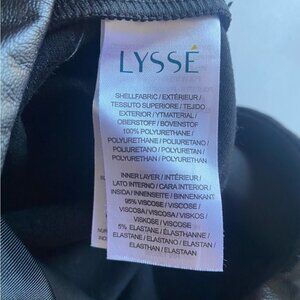 LYSSÉ
SHELLFABRIC / EXTÉRIEUR /
TESSUTO SUPERIORE / TEJIDO
EXTERIOR / YTMATERIAL /
OBERSTOFF / BOVENSTOF
100% POLYURETHANE /
POLYURETHANE / POLIURETANO /
POLIURETANO / POLYURETAN /
POLYURETHAN / POLYURETHAN
INNER LAYER / INTÉRIEUR /
LATO INTERNO / CARA INTERIOR /
INSIDA / INNENSEITE / BINNENKANT
95% VISCOSE / VISCOSE /
VISCOSA / VISCOSA / VISKOS /
VISKOSE / VISCOSE
5% ELASTANE / ÉLASTHANNE /
ELASTANE / ELASTANO / ELASTAN /
ELASTHAN / ELASTAAN